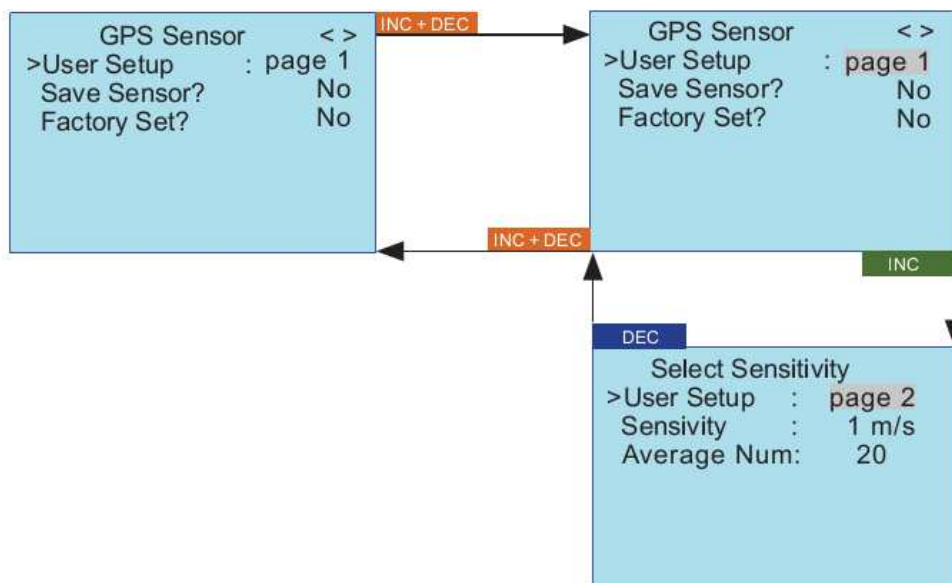 GPS Sensor < >
>User Setup : page 1
Save Sensor? No
Factory Set? No
INC + DEC
GPS Sensor < >
>User Setup : page 1
Save Sensor? No
Factory Set? No
INC + DEC
INC
DEC
Select Sensitivity
>User Setup : page 2
Sensivity : 1 m/s
Average Num: 20